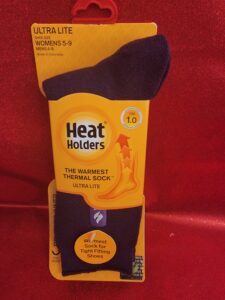 ULTRA LITE
WOMENS 5-9
Heat
Holders
1.0
THE WARMEST
THERMAL SOCK
ULTRA LITE
Warmest
Sock for
Tight Fitting
Shoes